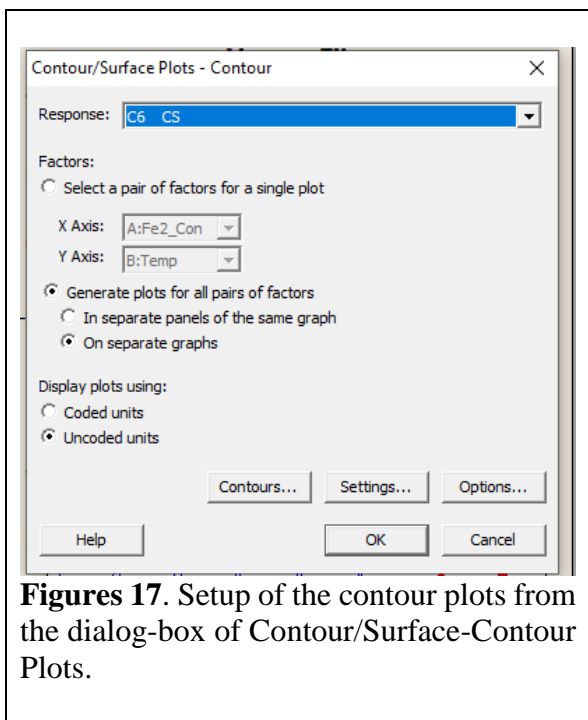 Contour/Surface Plots - Contour
Response: C6 CS
Factors:
Select a pair of factors for a single plot
X Axis: A:Fe2_Con
Y Axis: B:Temp
Generate plots for all pairs of factors
In separate panels of the same graph
On separate graphs
Display plots using:
Coded units
Uncoded units
Contours... Settings... Options...
Help OK Cancel
Figures 17. Setup of the contour plots from
the dialog-box of Contour/Surface-Contour
Plots.